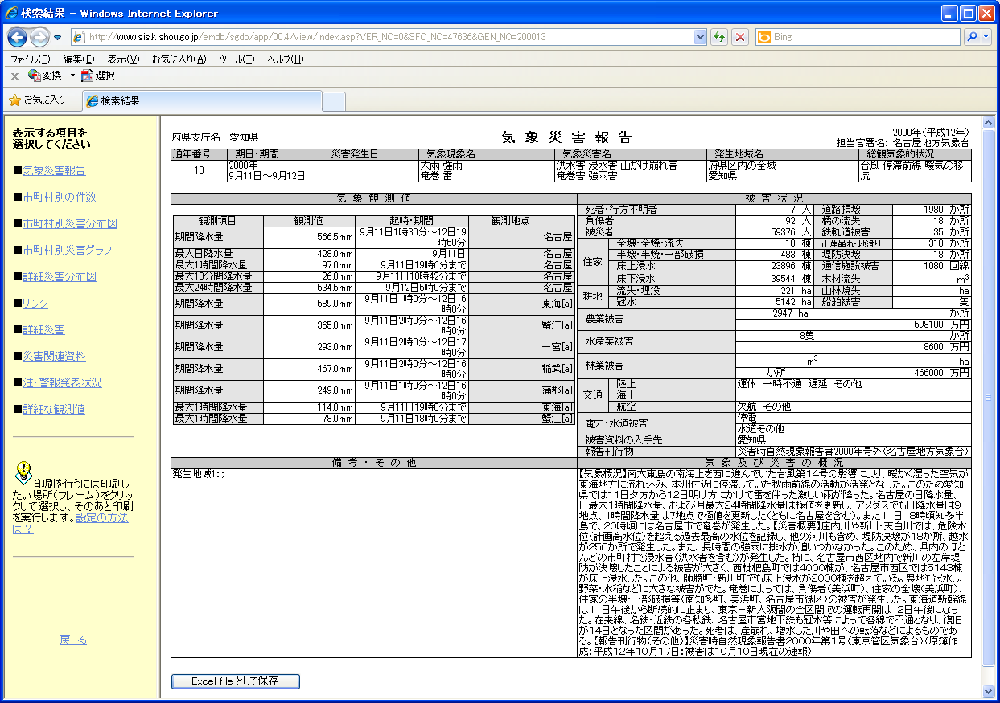 検索結果 - Windows Internet Explorer
http://www.sis.kishou.go.jp/emdb/sgdb/app/004/view/index.asp?VER_NO=0&SFC_NO=47636&GEN_NO=200013
Bing
ファイル(F) 編集(E) 表示(V) お気に入り(A) ツール(T) ヘルプ(H)
x 変換 選択
お気に入り 検索結果
表示する項目を
選択してください
■気象災害報告
■市町村別の件数
■市町村別災害分布図
■市町村別災害グラフ
■詳細災害分布図
■リンク
■詳細災害
■災害関連資料
■注・警報発表状況
■詳細な観測値
印刷を行うには印刷し
たい場所(フレーム)をクリッ
クして選択し、そのあと印刷
を実行します。設定の方法
は？
戻 る
府県支庁名 愛知県
気 象 災 害 報 告
2000年(平成12年)
担当官署名: 名古屋地方気象台
通年番号 期日・期間 災害発生日 気象現象名 気象災害名 発生地域名 総観気象的状況
13 2000年 大雨 強雨 洪水害 浸水害 山がけ崩れ害 府県区内の全域 台風 停滞前線 暖気の移
9月11日～9月12日 竜巻 雷 竜巻害 強雨害 愛知県 流
気 象 観 測 値
観測項目 観測値 起時・期間 観測地点
期間降水量 566.5mm 9月11日1時30分～12日19時50分 名古屋
最大日降水量 428.0mm 9月11日 名古屋
最大1時間降水量 97.0mm 9月11日19時6分まで 名古屋
最大10分間降水量 26.0mm 9月11日18時42分まで 名古屋
最大24時間降水量 534.5mm 9月12日5時0分まで 名古屋
期間降水量 589.0mm 9月11日1時0分～12日16時0分 東海[a]
期間降水量 365.0mm 9月11日2時0分～12日16時0分 蟹江[a]
期間降水量 293.0mm 9月11日2時0分～12日17時0分 一宮[a]
期間降水量 467.0mm 9月11日2時0分～12日16時0分 稲武[a]
期間降水量 249.0mm 9月11日1時0分～12日16時0分 蒲郡[a]
最大1時間降水量 114.0mm 9月11日19時0分まで 東海[a]
最大1時間降水量 78.0mm 9月11日18時0分まで 蟹江[a]
被 害 状 況
死者・行方不明者 7 人 道路損壊 1980 か所
負傷者 92 人 橋の流失 18 か所
被災者 59376 人 鉄軌道被害 35 か所
住家 全壊・全焼・流失 18 棟 山崖崩れ・地滑り 310 か所
半壊・半焼・一部破損 483 棟 堤防決壊 18 か所
床上浸水 23896 棟 通信施設被害 1080 回線
床下浸水 39544 棟 木材流失 m3
耕地 流失・埋没 221 ha 山林焼失 ha
冠水 5142 ha 船舶被害 隻
農業被害 2947 ha か所
598100 万円
水産業被害 8隻 か所
8600 万円
林業被害 m3 ha
か所 466000 万円
交通 陸上 運休 一時不通 遅延 その他
海上
航空 欠航 その他
電力・水道被害 停電
水道その他
被害資料の入手先 愛知県
報告刊行物 災害時自然現象報告書2000年号外(名古屋地方気象台)
備 考 ・ そ の 他
発生地域1:;
気 象 及 び 災 害 の 概 況
【気象概況】南大東島の南海上を西に進んでいた台風第14号の影響により、暖かく湿った空気が
東海地方に流れ込み、本州付近に停滞していた秋雨前線の活動が活発となった。このため愛知
県では11日夕方から12日明け方にかけて雷を伴った激しい雨が降った。名古屋の日降水量、
日最大1時間降水量、および月最大24時間降水量は極値を更新し、アメダスでも日降水量は9
地点、1時間降水量は7地点で極値を更新した(ともに名古屋を含む)。また11日18時頃知多半
島で、20時頃には名古屋市で竜巻が発生した。【災害概要】庄内川や新川・天白川では、危険水
位(計画高水位)を超える過去最高の水位を記録し、他の河川も含め、堤防決壊が18か所、越水
が256か所で発生した。また、長時間の強雨に排水が追いつかなかった。このため、県内のほと
んどの市町村で浸水害(洪水害を含む)が発生した。特に、名古屋市西区地内で新川の左岸堤
防が決壊したことによる被害が大きく、西枇杷島町では4000棟が、名古屋市西区では5143棟
が床上浸水した。この他、師勝町・新川町でも床上浸水が2000棟を超えている。農地も冠水し、
野菜・水稲などに大きな被害がでた。竜巻によっては、負傷者(美浜町)、住家の全壊(美浜町)、
住家の半壊・一部破損等(南知多町、美浜町、名古屋市緑区)の被害が発生した。東海道新幹線
は11日午後から断続的に止まり、東京－新大阪間の全区間での運転再開は12日午後になっ
た。在来線、名鉄・近鉄の各私鉄、名古屋市営地下鉄も冠水等によって各線で不通となり、復旧
が14日となった区間があった。死者は、崖崩れ、増水した川や田への転落などによるものであ
る。【報告刊行物(その他)】災害時自然現象報告書2000年第1号(東京管区気象台)(原簿作
成:平成12年10月17日:被害は10月10日現在の速報)
Excel file として保存